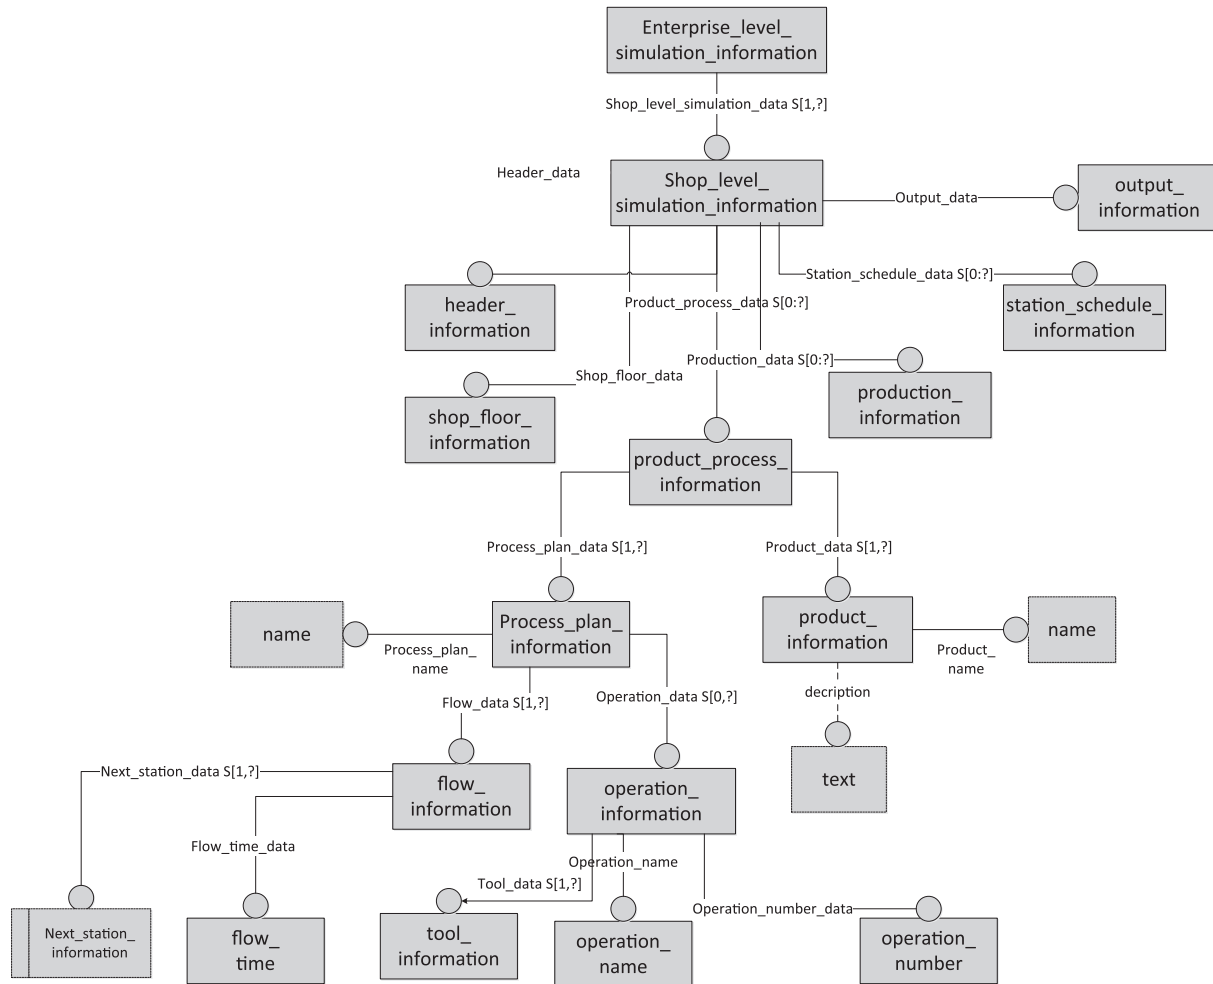 Enterprise_level_
simulation_information
Shop_level_simulation_data S[1,?]
Header_data
Shop_level_
simulation_information
Output_data
output_
information
Station_schedule_data S[0:?]
header_
information
Product_process_data S[0:?]
station_schedule_
information
Shop_floor_data
Production_data S[0:?]
production_
information
shop_floor_
information
product_process_
information
Process_plan_data S[1,?]
Product_data S[1,?]
name
Process_plan_
name
Process_plan_
information
product_
information
Product_
name
name
Flow_data S[1,?]
Operation_data S[0,?]
decription
Next_station_data S[1,?]
flow_
information
operation_
information
text
Flow_time_data
Operation_name
Tool_data S[1,?]
Operation_number_data
Next_station_
information
flow_
time
tool_
information
operation_
name
operation_
number